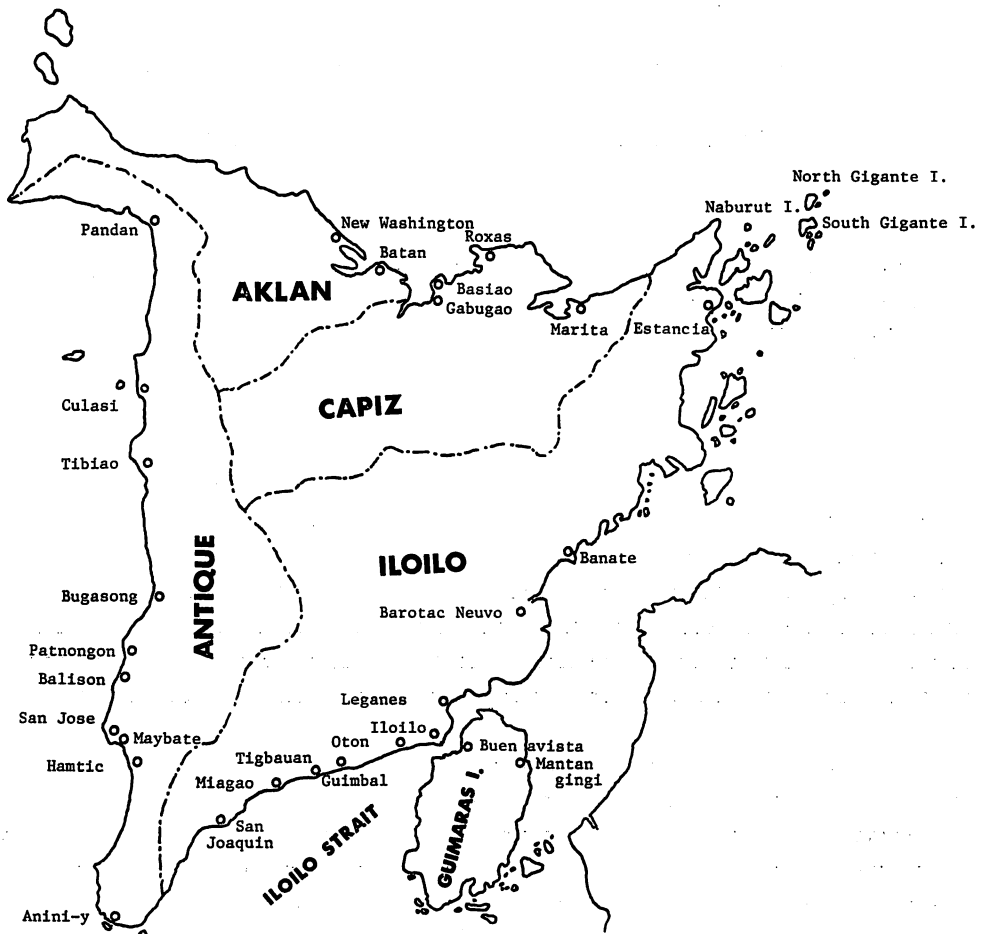 North Gigante I.
Naburut I.
South Gigante I.
Pandan
New Washington
Roxas
Batan
AKLAN
Basiao
Gabugao
Marita
Estancia
Culasi
CAPIZ
Tibiao
ANTIQUE
ILOILO
Banate
Bugasong
Barotac Neuvo
Patnongon
Balison
Leganes
San Jose
Maybate
Iloilo
Oton
Buen avista
Hamtic
Tigbauan
Mantan
gingi
Miagao
Guimbal
GUIMARAS I.
San
Joaquin
ILOILO STRAIT
Anini-y